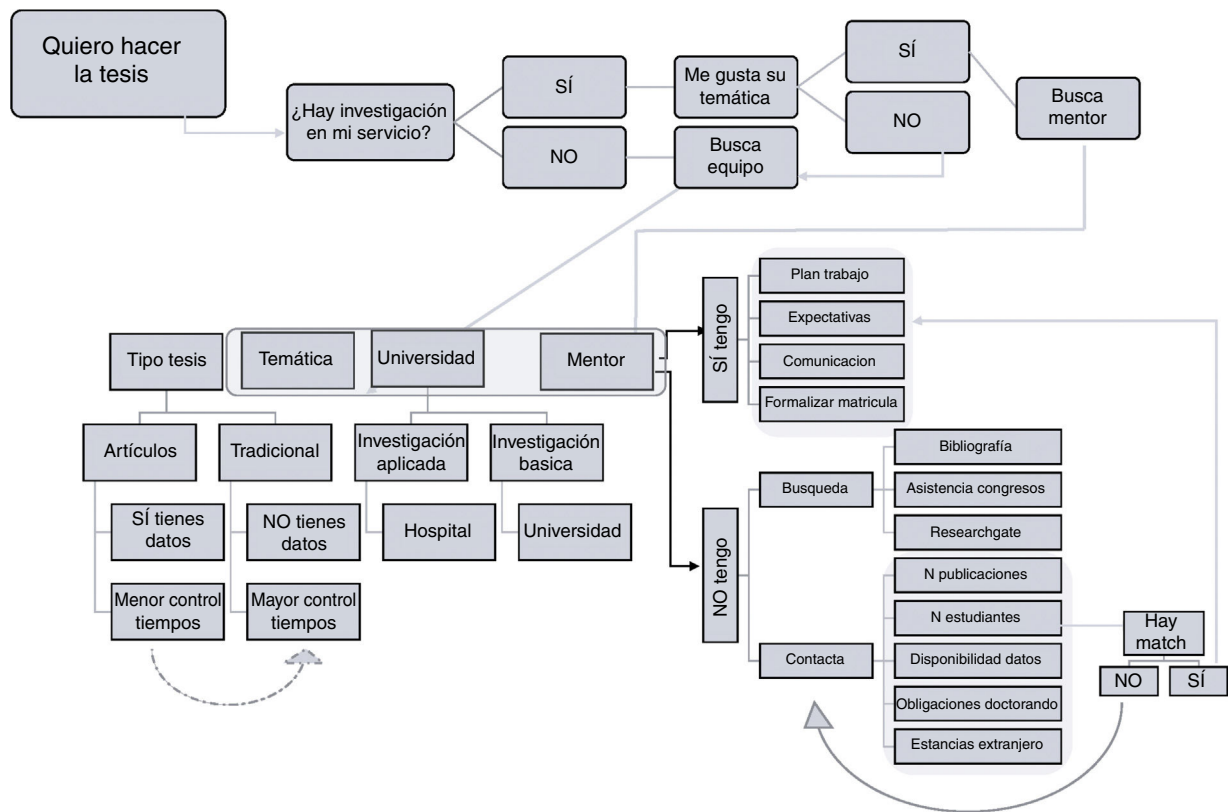 Quiero hacer
la tesis
¿Hay investigación
en mi servicio?
SÍ
NO
Me gusta su
temática
Busca
equipo
SÍ
NO
Busca
mentor
Tipo tesis
Temática
Universidad
Mentor
Artículos
Tradicional
Investigación
aplicada
Investigación
basica
SÍ tienes
datos
NO tienes
datos
Hospital
Universidad
Menor control
tiempos
Mayor control
tiempos
SÍ tengo
Plan trabajo
Expectativas
Comunicacion
Formalizar matricula
NO tengo
Busqueda
Bibliografía
Asistencia congresos
Researchgate
Contacta
N publicaciones
N estudiantes
Disponibilidad datos
Obligaciones doctorando
Estancias extranjero
Hay
match
NO
SÍ